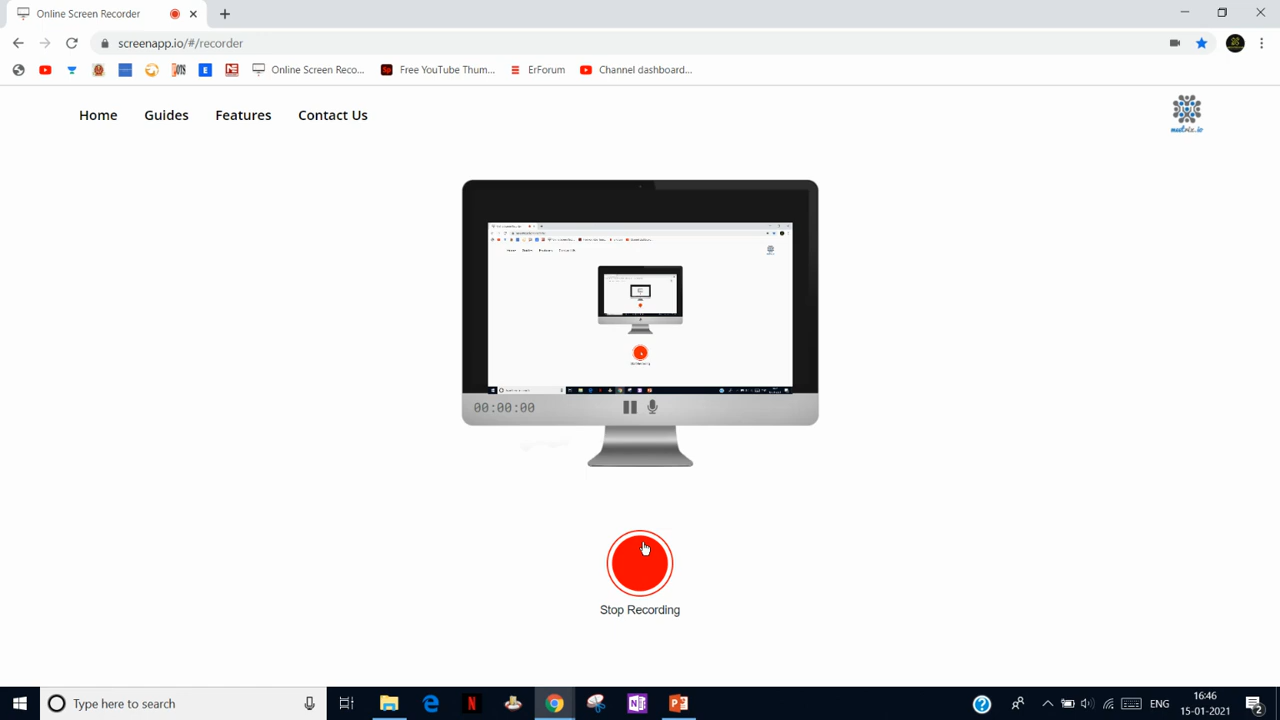 Online Screen Recorder
screenapp.io/#/recorder
Online Screen Reco...
Free YouTube Thum...
ErForum
Channel dashboard...
Home Guides Features Contact Us
00:00:00
Stop Recording
Type here to search
ENG
16:46
15-01-2021
2